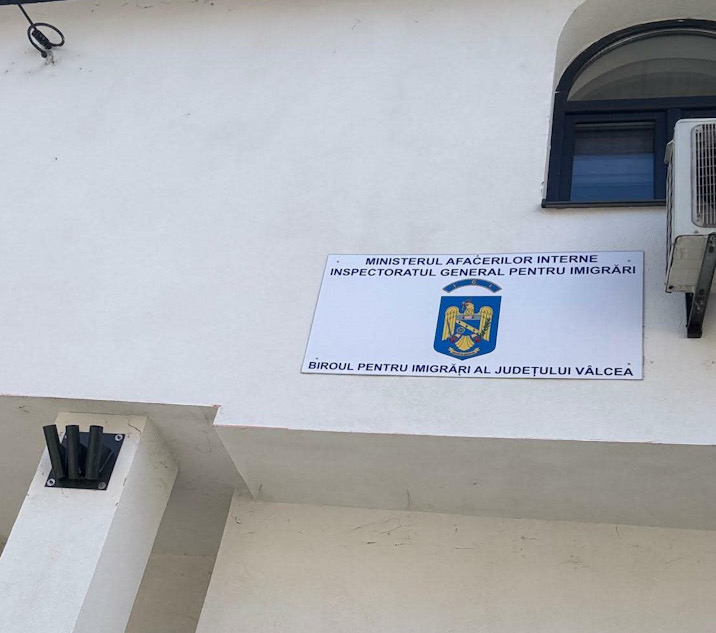 MINISTERUL AFACERILOR INTERNE
INSPECTORATUL GENERAL PENTRU IMIGRĂRI
I G I
BIROUL PENTRU IMIGRĂRI AL JUDEȚULUI VÂLCEA